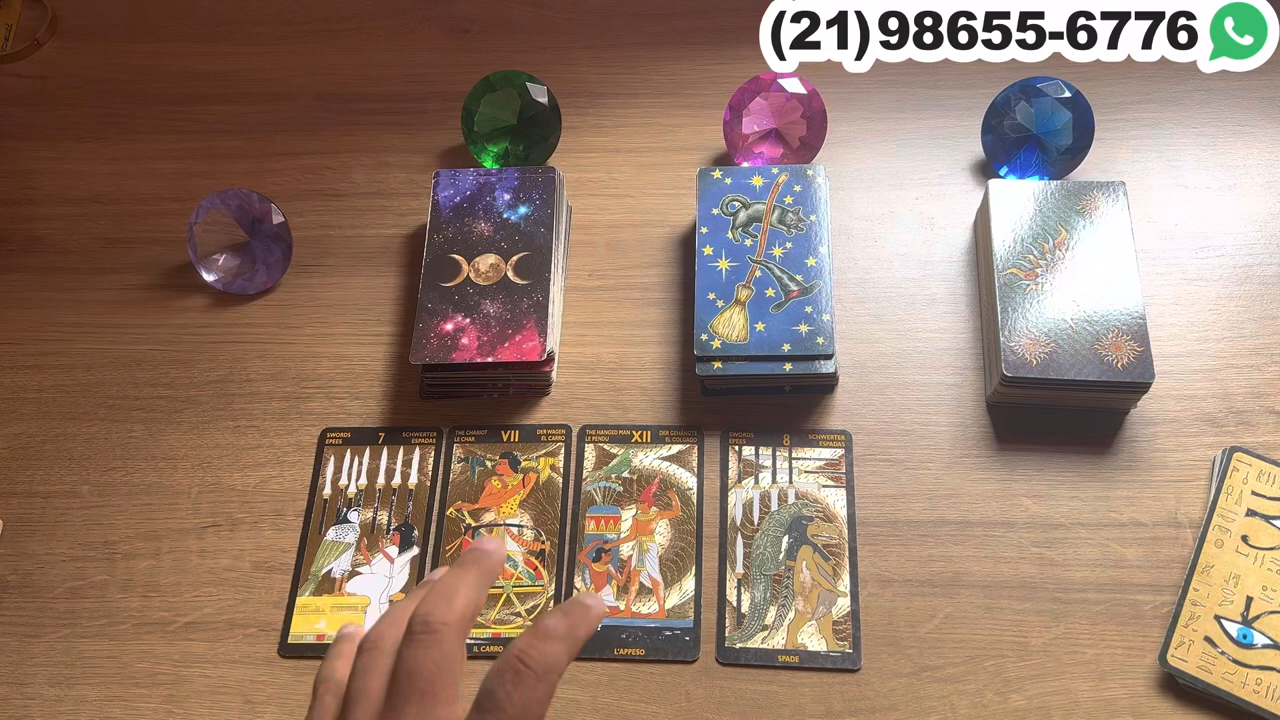 (21)98655-6776
SWORDS 7 SCHWERTER
EPEES ESPADAS
THE CHARIOT VII DER WAGEN
LE CHAR EL CARRO
THE HANGED MAN XII DER GEHÄNGTE
LE PENDU EL COLGADO
SWORDS 8 SCHWERTER
EPEES ESPADAS
IL CARRO
L'APPESO
SPADE